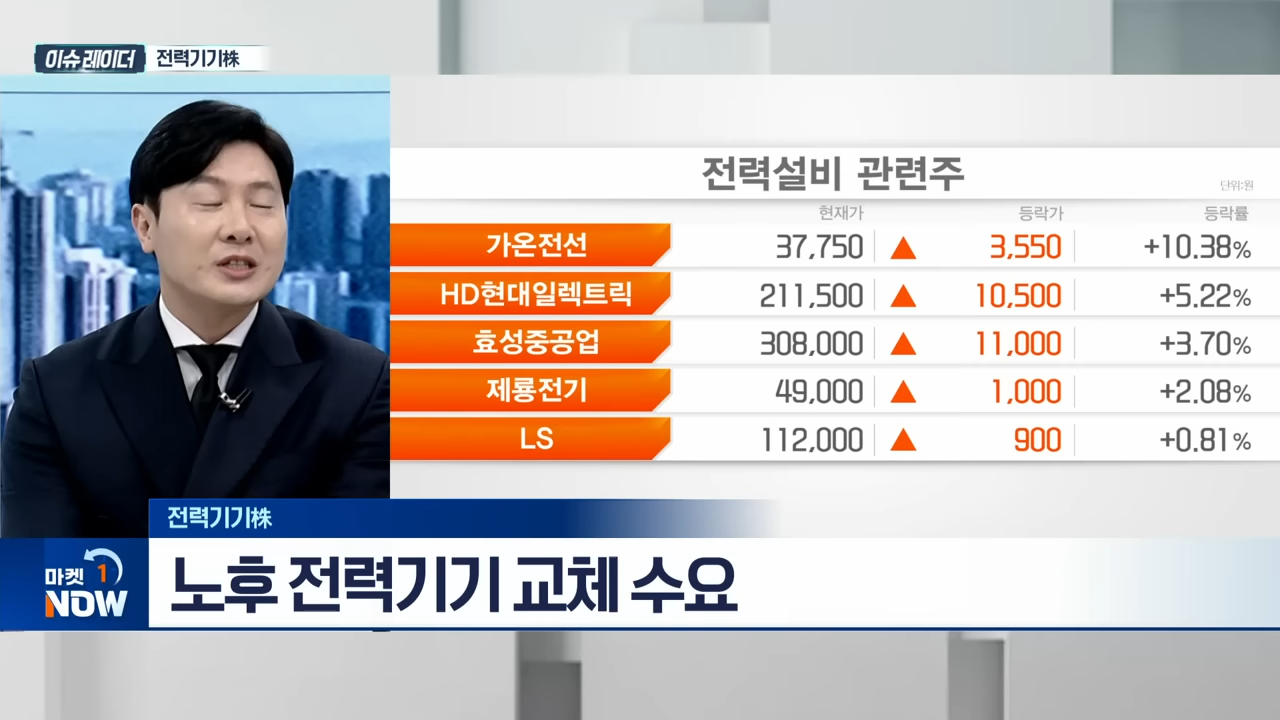 이슈레이더 전력기기株
전력설비 관련주
단위:원
현재가 등락가 등락률
가온전선 37,750 ▲ 3,550 +10.38%
HD현대일렉트릭 211,500 ▲ 10,500 +5.22%
효성중공업 308,000 ▲ 11,000 +3.70%
제룡전기 49,000 ▲ 1,000 +2.08%
LS 112,000 ▲ 900 +0.81%
전력기기株
마켓 1
NOW
노후 전력기기 교체 수요